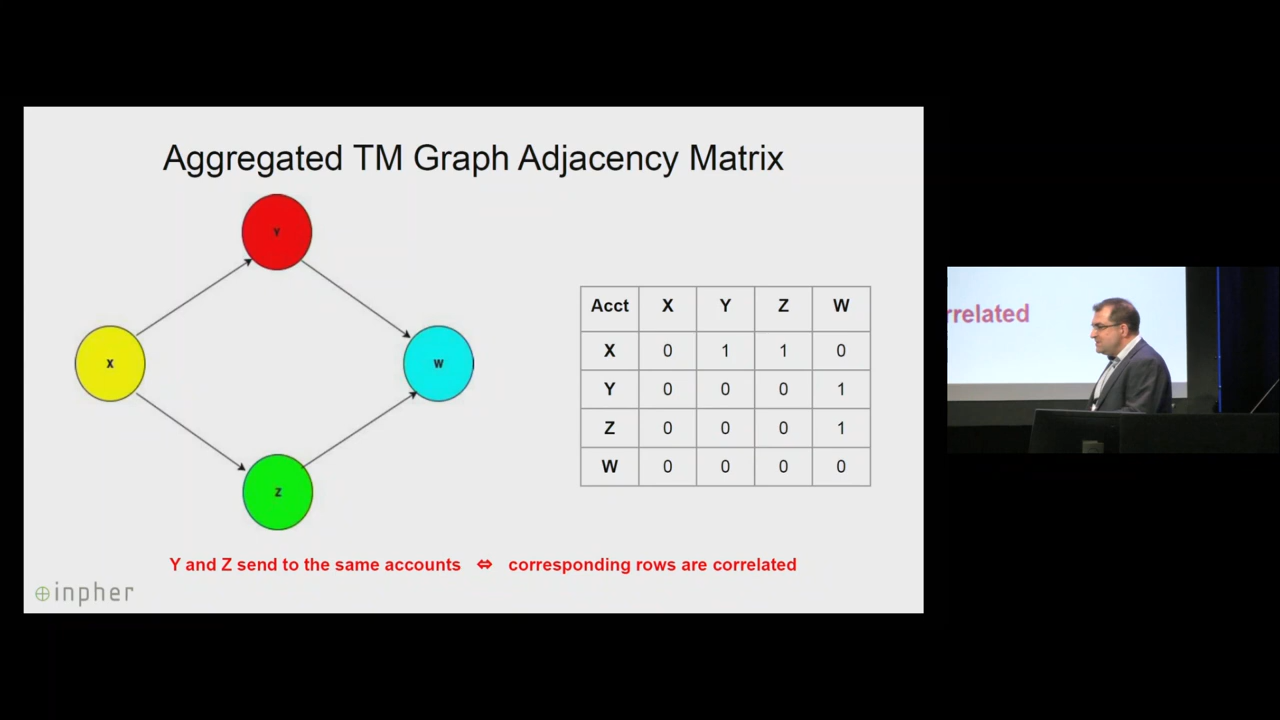 Aggregated TM Graph Adjacency Matrix
Y
X
W
Z
Acct X Y Z W
X 0 1 1 0
Y 0 0 0 1
Z 0 0 0 1
W 0 0 0 0
Y and Z send to the same accounts ⇔ corresponding rows are correlated
inpher
rrelated